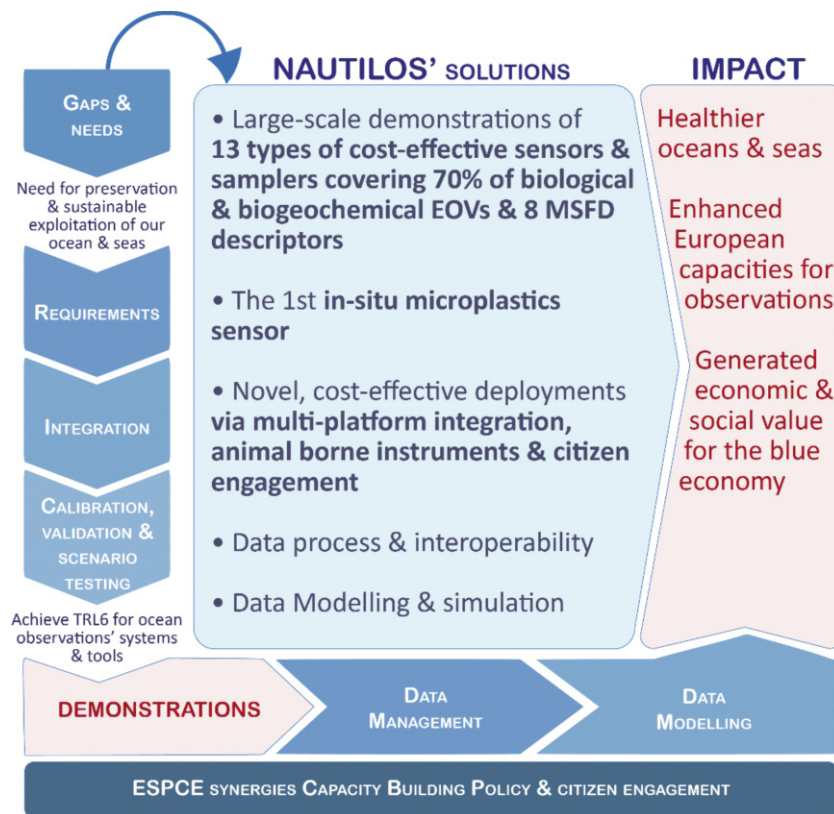 GAPS &
NEEDS
Need for preservation
& sustainable
exploitation of our
ocean & seas
REQUIREMENTS
INTEGRATION
CALIBRATION,
VALIDATION &
SCENARIO
TESTING
Achieve TRL6 for ocean
observations' systems
& tools
NAUTILOS' SOLUTIONS
• Large-scale demonstrations of
13 types of cost-effective sensors &
samplers covering 70% of biological
& biogeochemical EOVs & 8 MSFD
descriptors
• The 1st in-situ microplastics
sensor
• Novel, cost-effective deployments
via multi-platform integration,
animal borne instruments & citizen
engagement
• Data process & interoperability
• Data Modelling & simulation
IMPACT
Healthier
oceans & seas
Enhanced
European
capacities for
observations
Generated
economic &
social value
for the blue
economy
DEMONSTRATIONS
DATA
MANAGEMENT
DATA
MODELLING
ESPCE SYNERGIES CAPACITY BUILDING POLICY & CITIZEN ENGAGEMENT